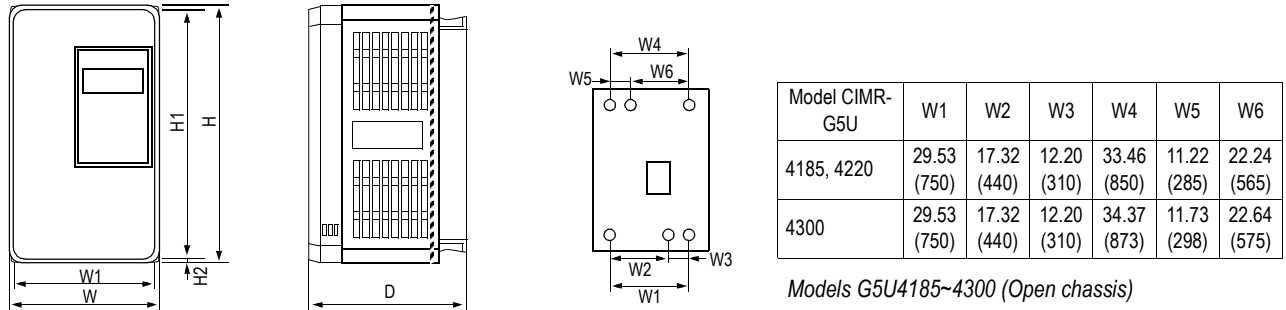 H1
H
H2
W1
W
D
W4
W5
W6
W2
W3
W1
Model CIMR-G5U W1 W2 W3 W4 W5 W6
4185, 4220 29.53 (750) 17.32 (440) 12.20 (310) 33.46 (850) 11.22 (285) 22.24 (565)
4300 29.53 (750) 17.32 (440) 12.20 (310) 34.37 (873) 11.73 (298) 22.64 (575)
Models G5U4185~4300 (Open chassis)